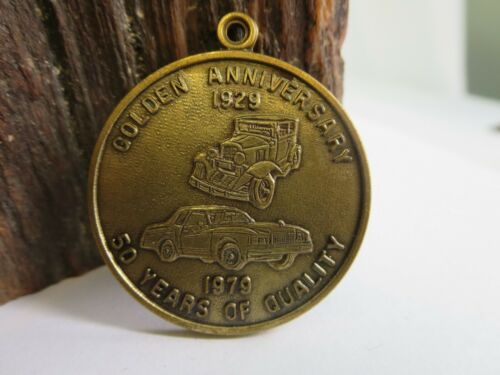 GOLDEN ANNIVERSARY
1929
1979
50 YEARS OF QUALITY